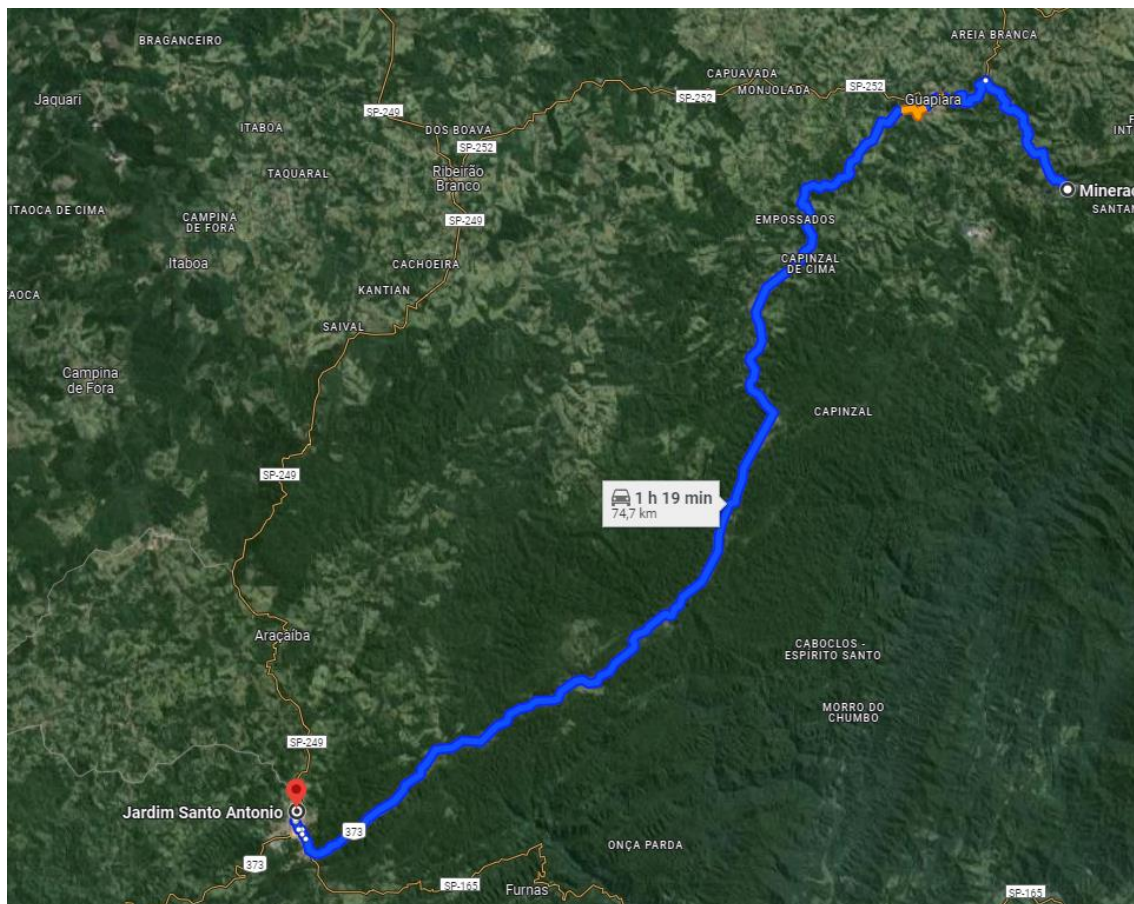 AREIA BRANCA
BRAGANCEIRO
CAPUAVADA
MONJOLADA
SP-252
SP-252
Guapiara
Jaquari
SP-249
ITABOA
DOS BOAVA
SP-252
TAQUARAL
Ribeirão
Branco
Minerac
SANTAN
ITAOCA DE CIMA
CAMPINA
DE FORA
SP-249
EMPOSSADOS
Itaboa
CACHOEIRA
CAPINZAL
DE CIMA
KANTIAN
SAIVAL
Campina
de Fora
CAPINZAL
SP-249
1 h 19 min
74,7 km
Araçaíba
CABOCLOS -
ESPÍRITO SANTO
MORRO DO
CHUMBO
SP-249
Jardim Santo Antonio
373
ONÇA PARDA
373
SP-165
Furnas
SP-165